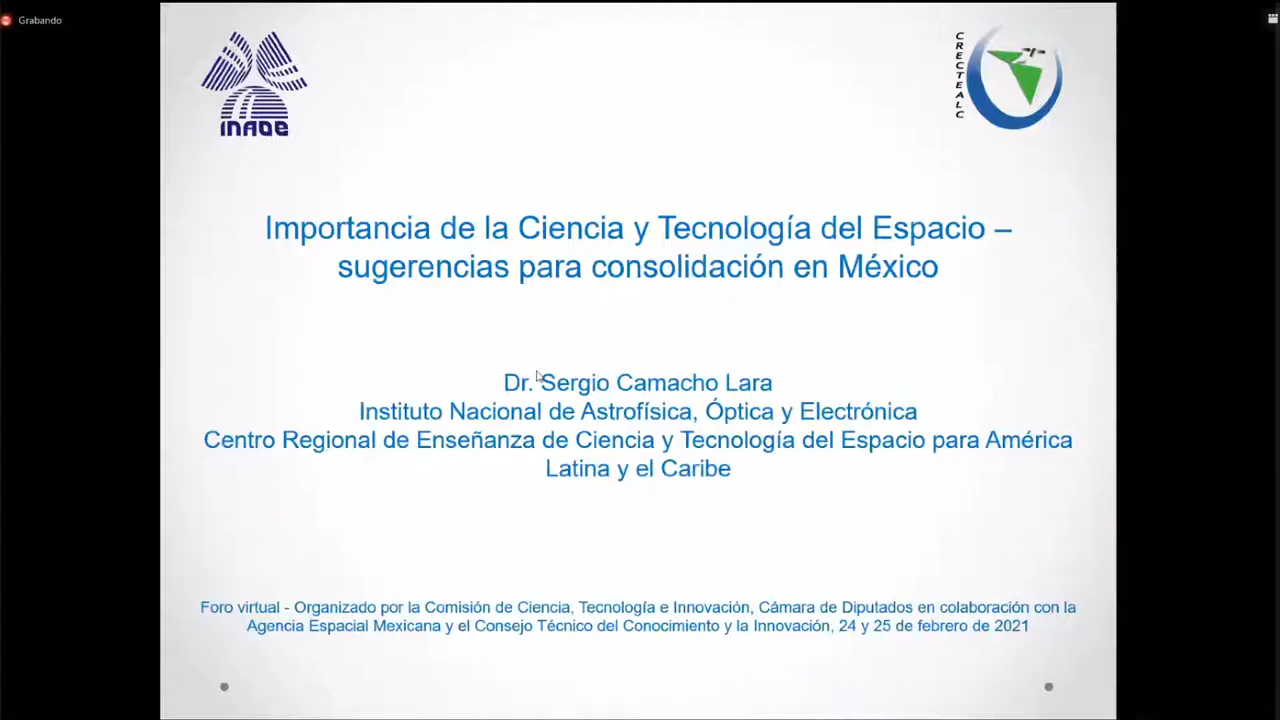 Grabando
INAOE
CRECTEALC
Importancia de la Ciencia y Tecnología del Espacio –
sugerencias para consolidación en México
Dr. Sergio Camacho Lara
Instituto Nacional de Astrofísica, Óptica y Electrónica
Centro Regional de Enseñanza de Ciencia y Tecnología del Espacio para América
Latina y el Caribe
Foro virtual - Organizado por la Comisión de Ciencia, Tecnología e Innovación, Cámara de Diputados en colaboración con la
Agencia Espacial Mexicana y el Consejo Técnico del Conocimiento y la Innovación, 24 y 25 de febrero de 2021